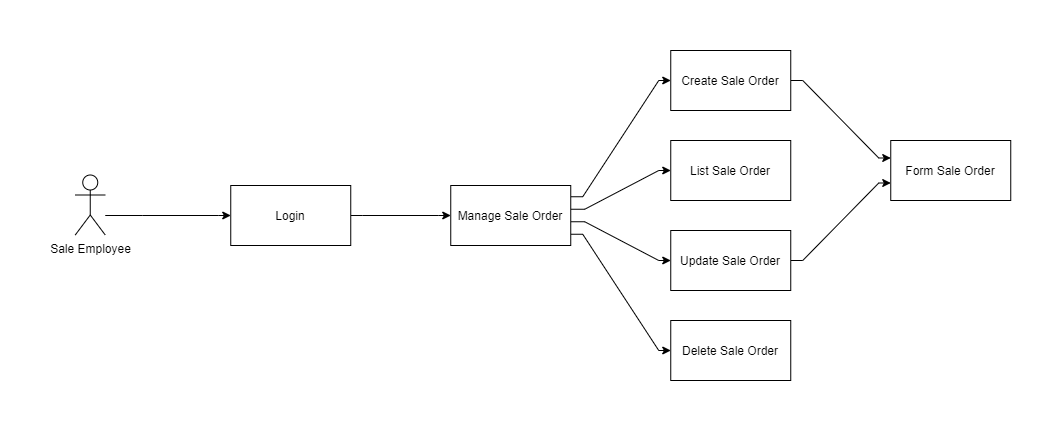 Sale Employee
Login
Manage Sale Order
Create Sale Order
List Sale Order
Update Sale Order
Delete Sale Order
Form Sale Order